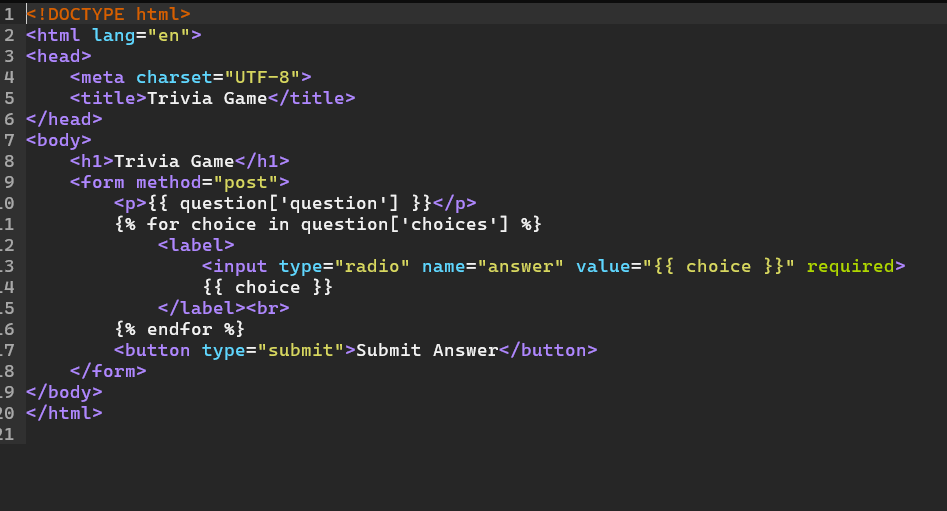 1 <!DOCTYPE html>
2 <html lang="en">
3 <head>
4     <meta charset="UTF-8">
5     <title>Trivia Game</title>
6 </head>
7 <body>
8     <h1>Trivia Game</h1>
9     <form method="post">
10         <p>{{ question['question'] }}</p>
11         {% for choice in question['choices'] %}
12             <label>
13                 <input type="radio" name="answer" value="{{ choice }}" required>
14                 {{ choice }}
15             </label><br>
16         {% endfor %}
17         <button type="submit">Submit Answer</button>
18     </form>
19 </body>
20 </html>
21